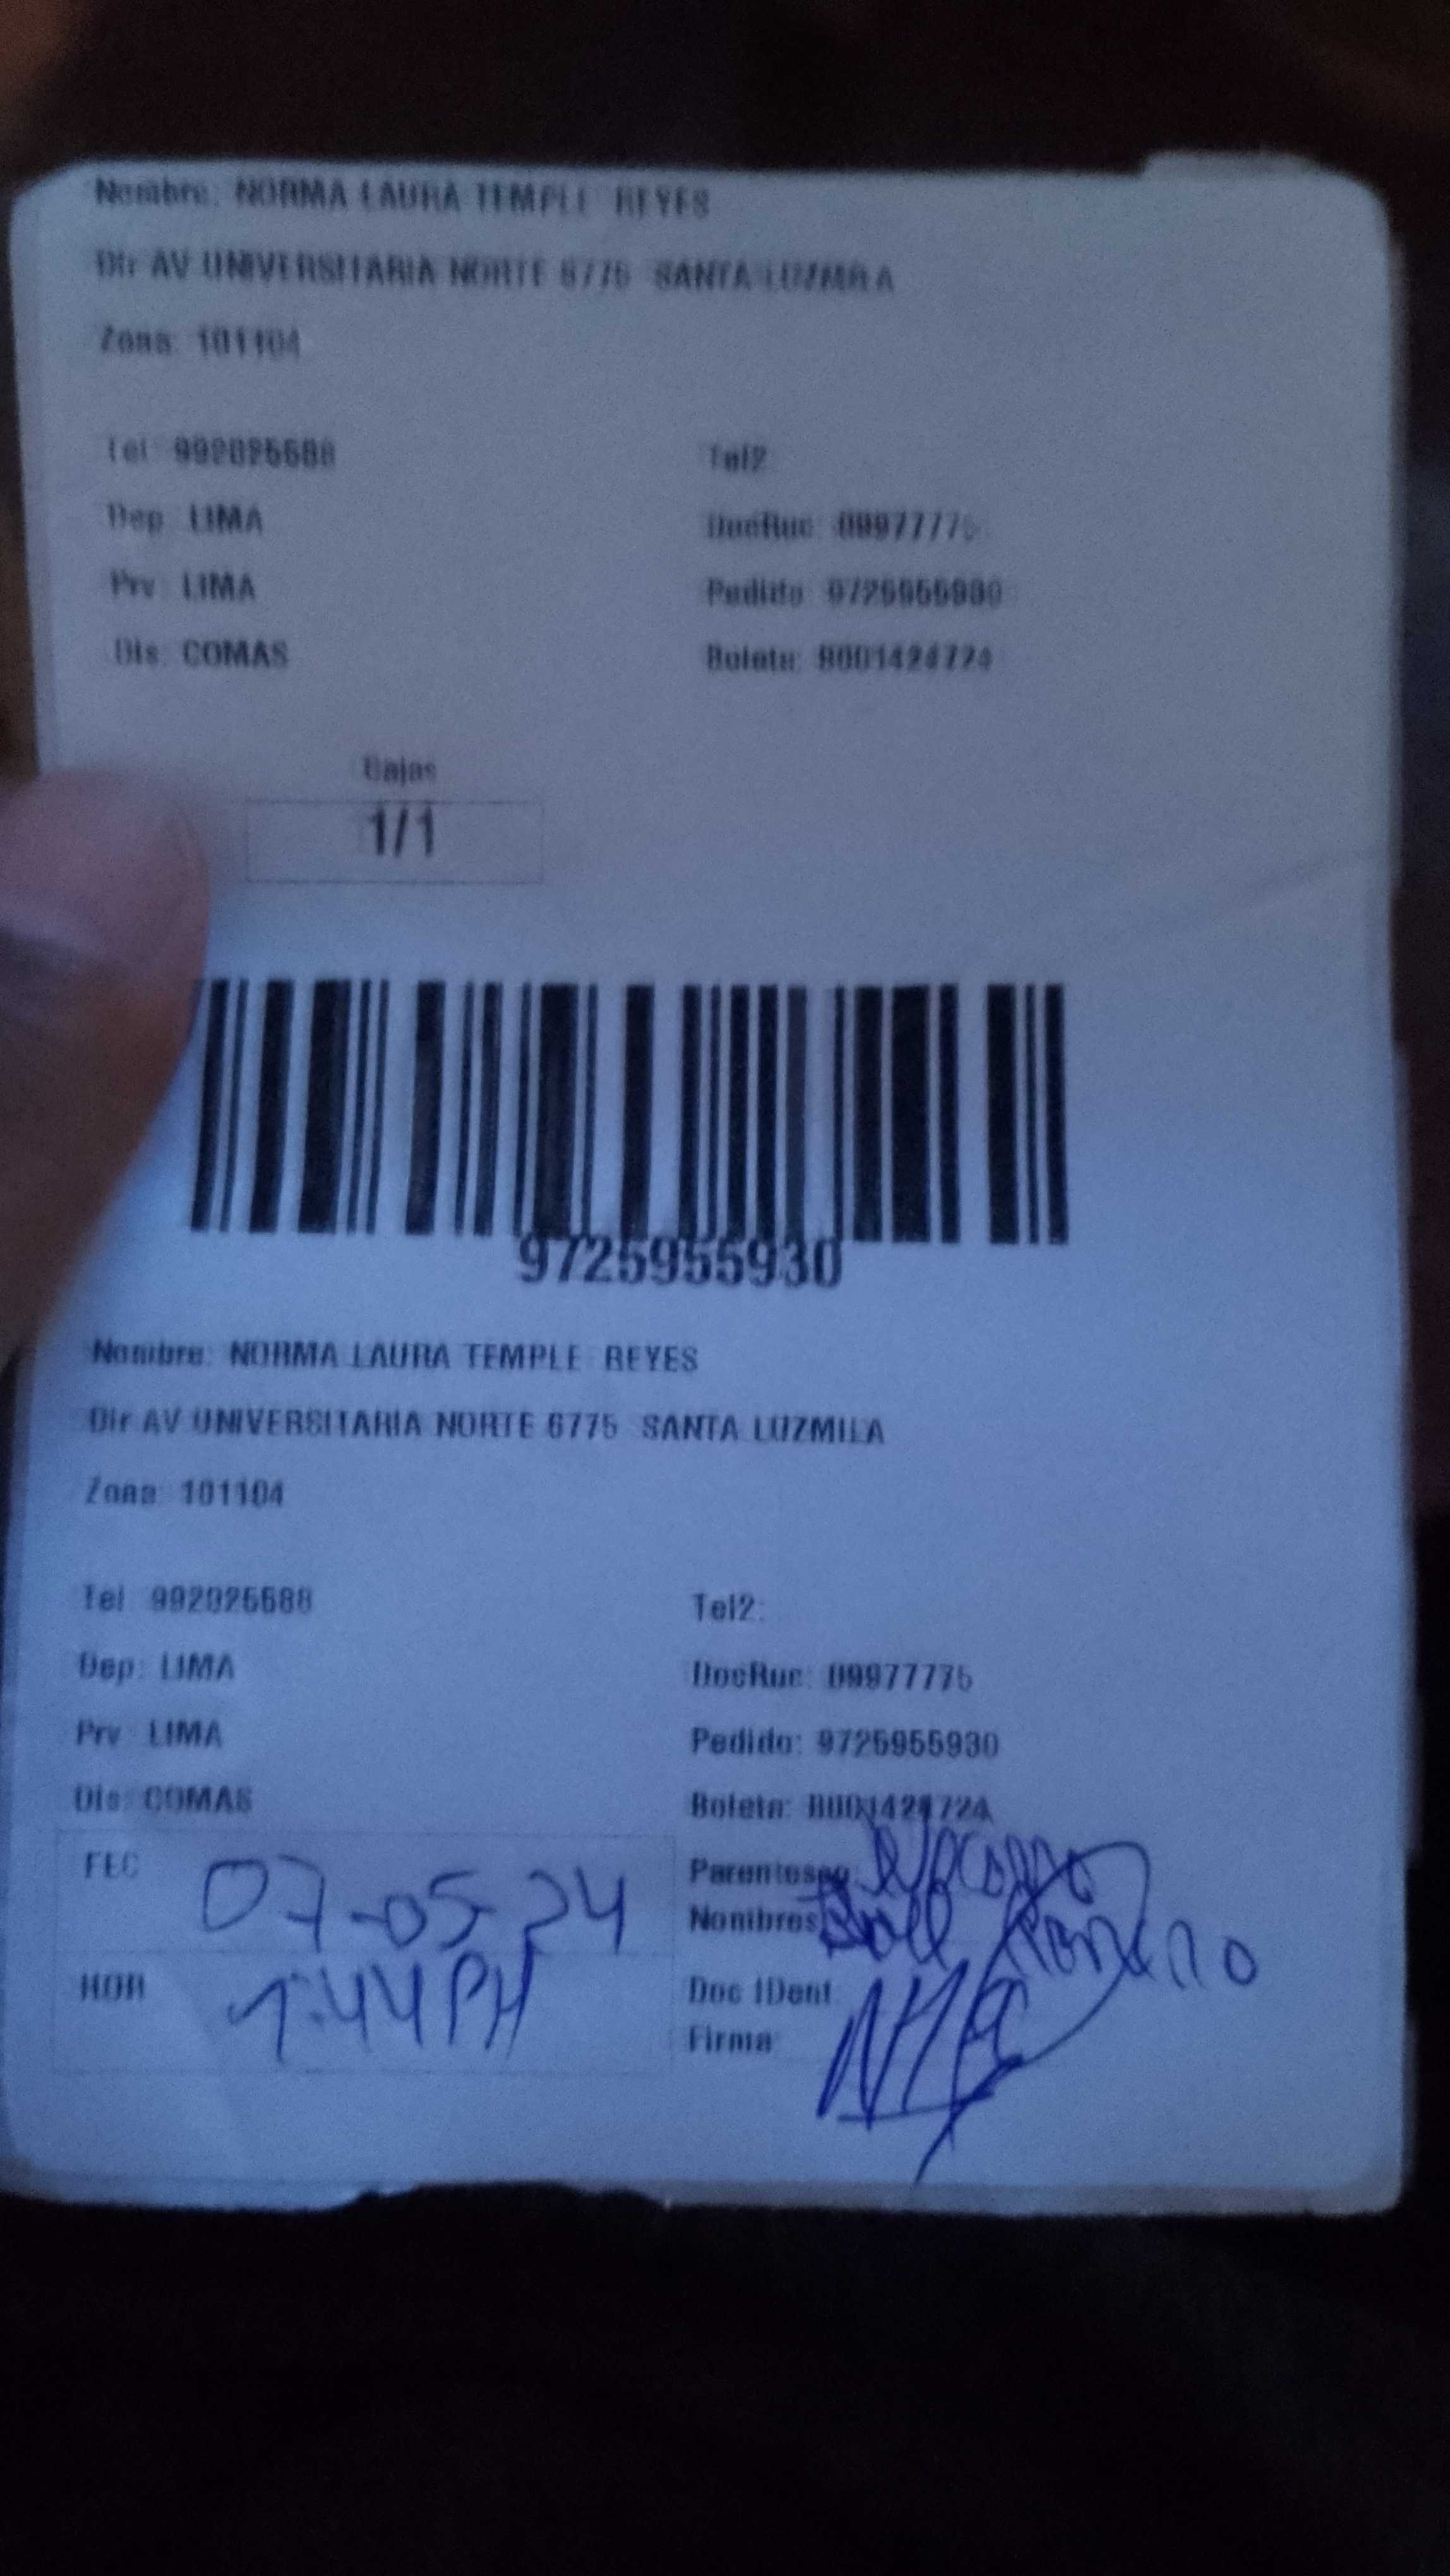 Nombre: NORMA LAURA TEMPLE REYES
Dir AV UNIVERSITARIA NORTE 6775 SANTA LUZMILA
Zona: 101104
Tel: Tel2:
Dep: LIMA DocRuc: 09977775
Prv: LIMA Pedido: 9725955930
Dis: COMAS Boleta: B001424724
Cajas
1/1
9725955930
Nombre: NORMA LAURA TEMPLE REYES
Dir AV UNIVERSITARIA NORTE 6775 SANTA LUZMILA
Zona: 101104
Tel: Tel2:
Dep: LIMA DocRuc: 09977775
Prv: LIMA Pedido: 9725955930
Dis: COMAS Boleta: B001424724
FEC 07-05-24 Parentesco:
Nombres
HOR 1:44 PM Doc IDent
Firma